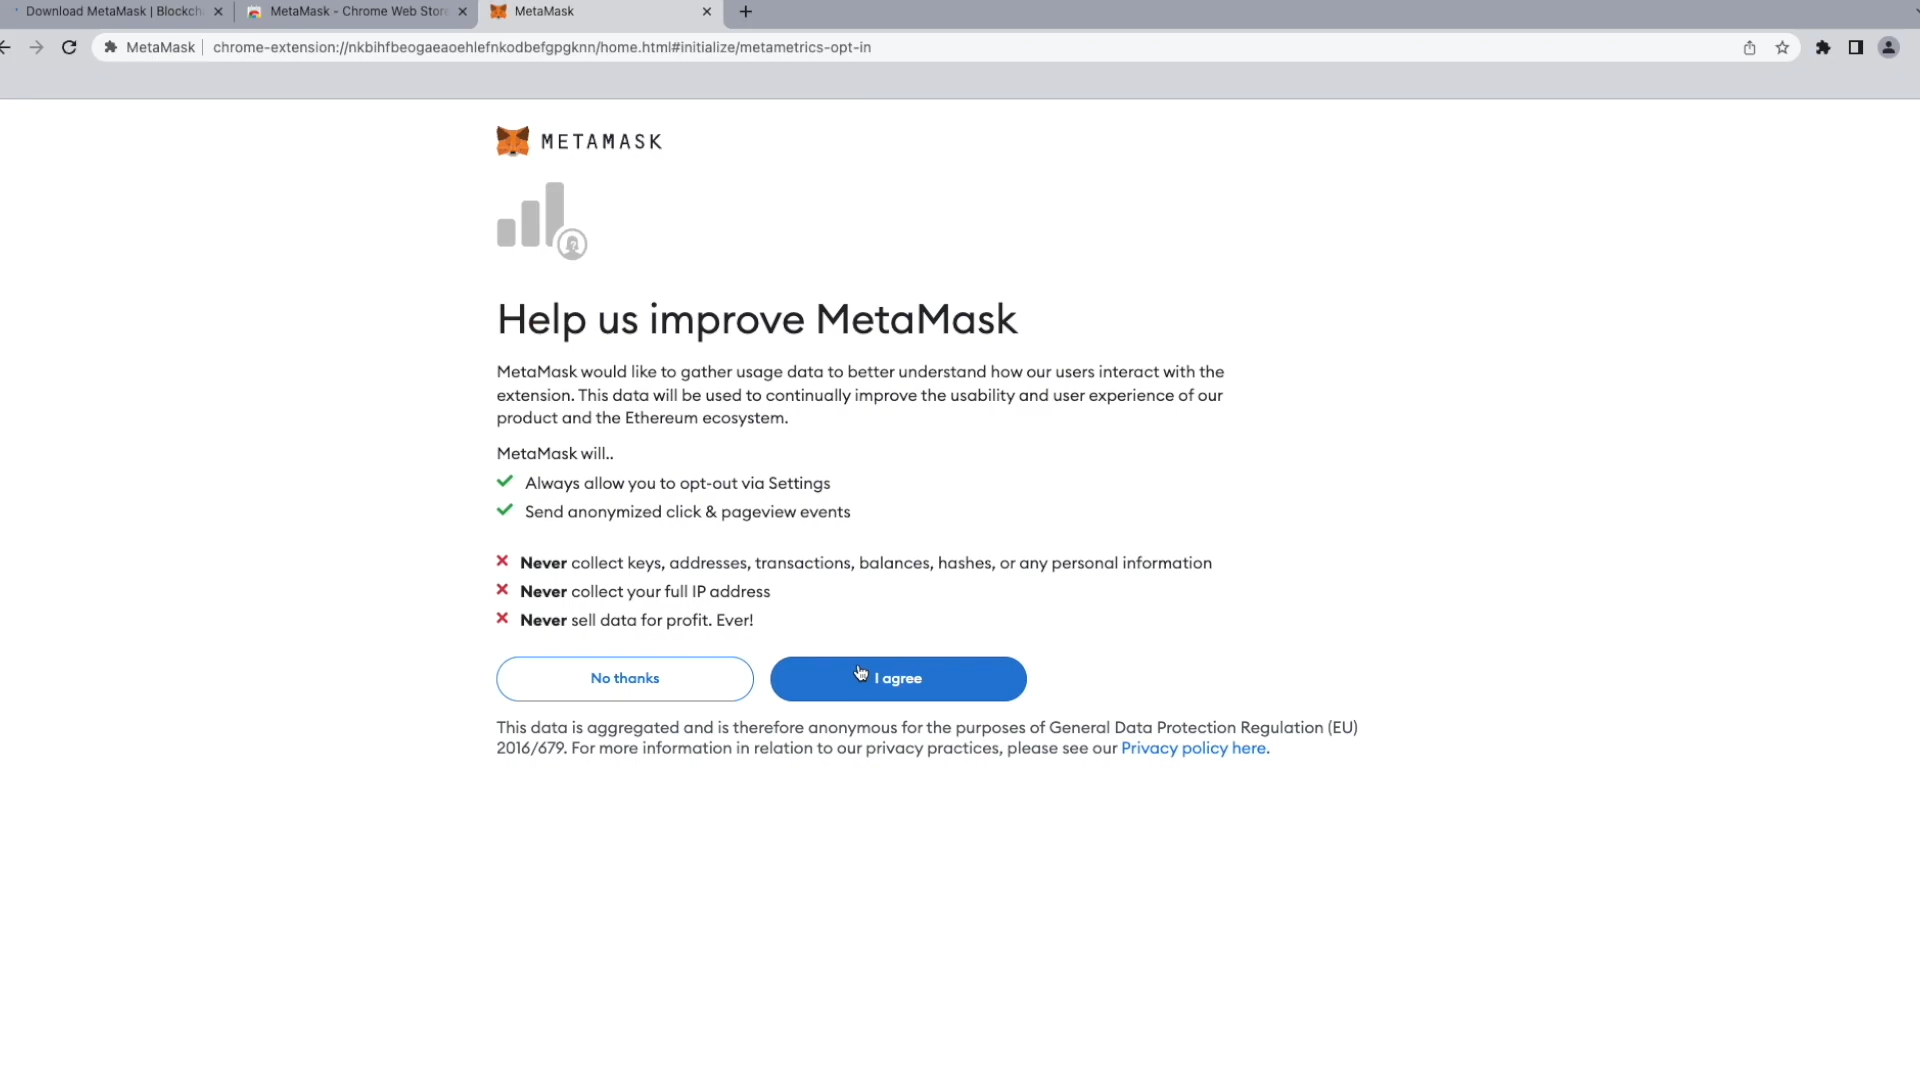 Download MetaMask | Blockch
MetaMask - Chrome Web Store
MetaMask
MetaMask
chrome-extension://nkbihfbeogaeaoehlefnkodbefgpgknn/home.html#initialize/metametrics-opt-in
METAMASK
Help us improve MetaMask
MetaMask would like to gather usage data to better understand how our users interact with the
extension. This data will be used to continually improve the usability and user experience of our
product and the Ethereum ecosystem.
MetaMask will..
Always allow you to opt-out via Settings
Send anonymized click & pageview events
Never collect keys, addresses, transactions, balances, hashes, or any personal information
Never collect your full IP address
Never sell data for profit. Ever!
No thanks
I agree
This data is aggregated and is therefore anonymous for the purposes of General Data Protection Regulation (EU)
2016/679. For more information in relation to our privacy practices, please see our Privacy policy here.